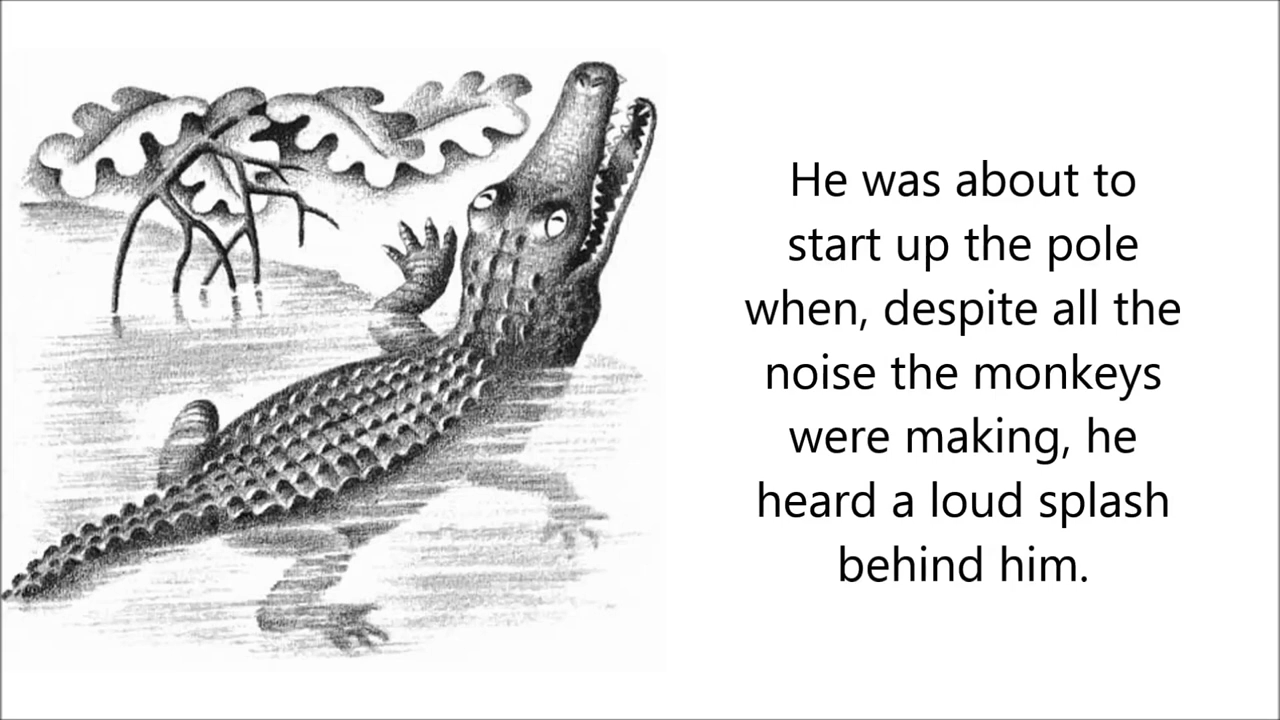 He was about to
start up the pole
when, despite all the
noise the monkeys
were making, he
heard a loud splash
behind him.